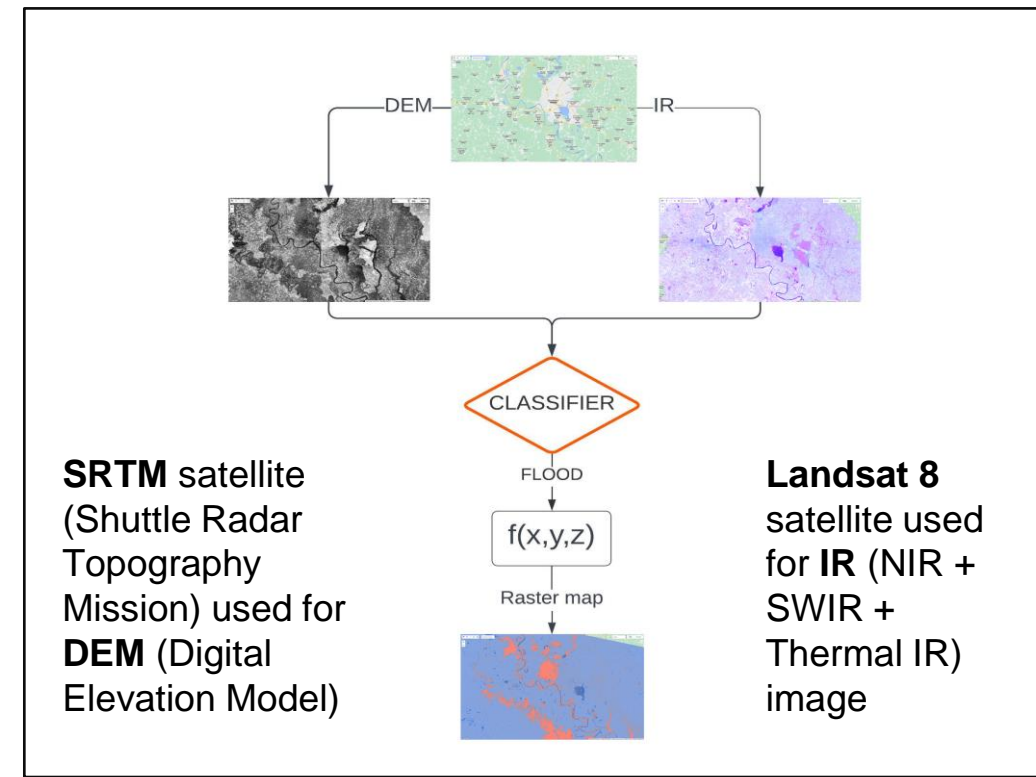 DEM
IR
CLASSIFIER
FLOOD
f(x,y,z)
Raster map
SRTM satellite
(Shuttle Radar
Topography
Mission) used for
DEM (Digital
Elevation Model)
Landsat 8
satellite used
for IR (NIR +
SWIR +
Thermal IR)
image